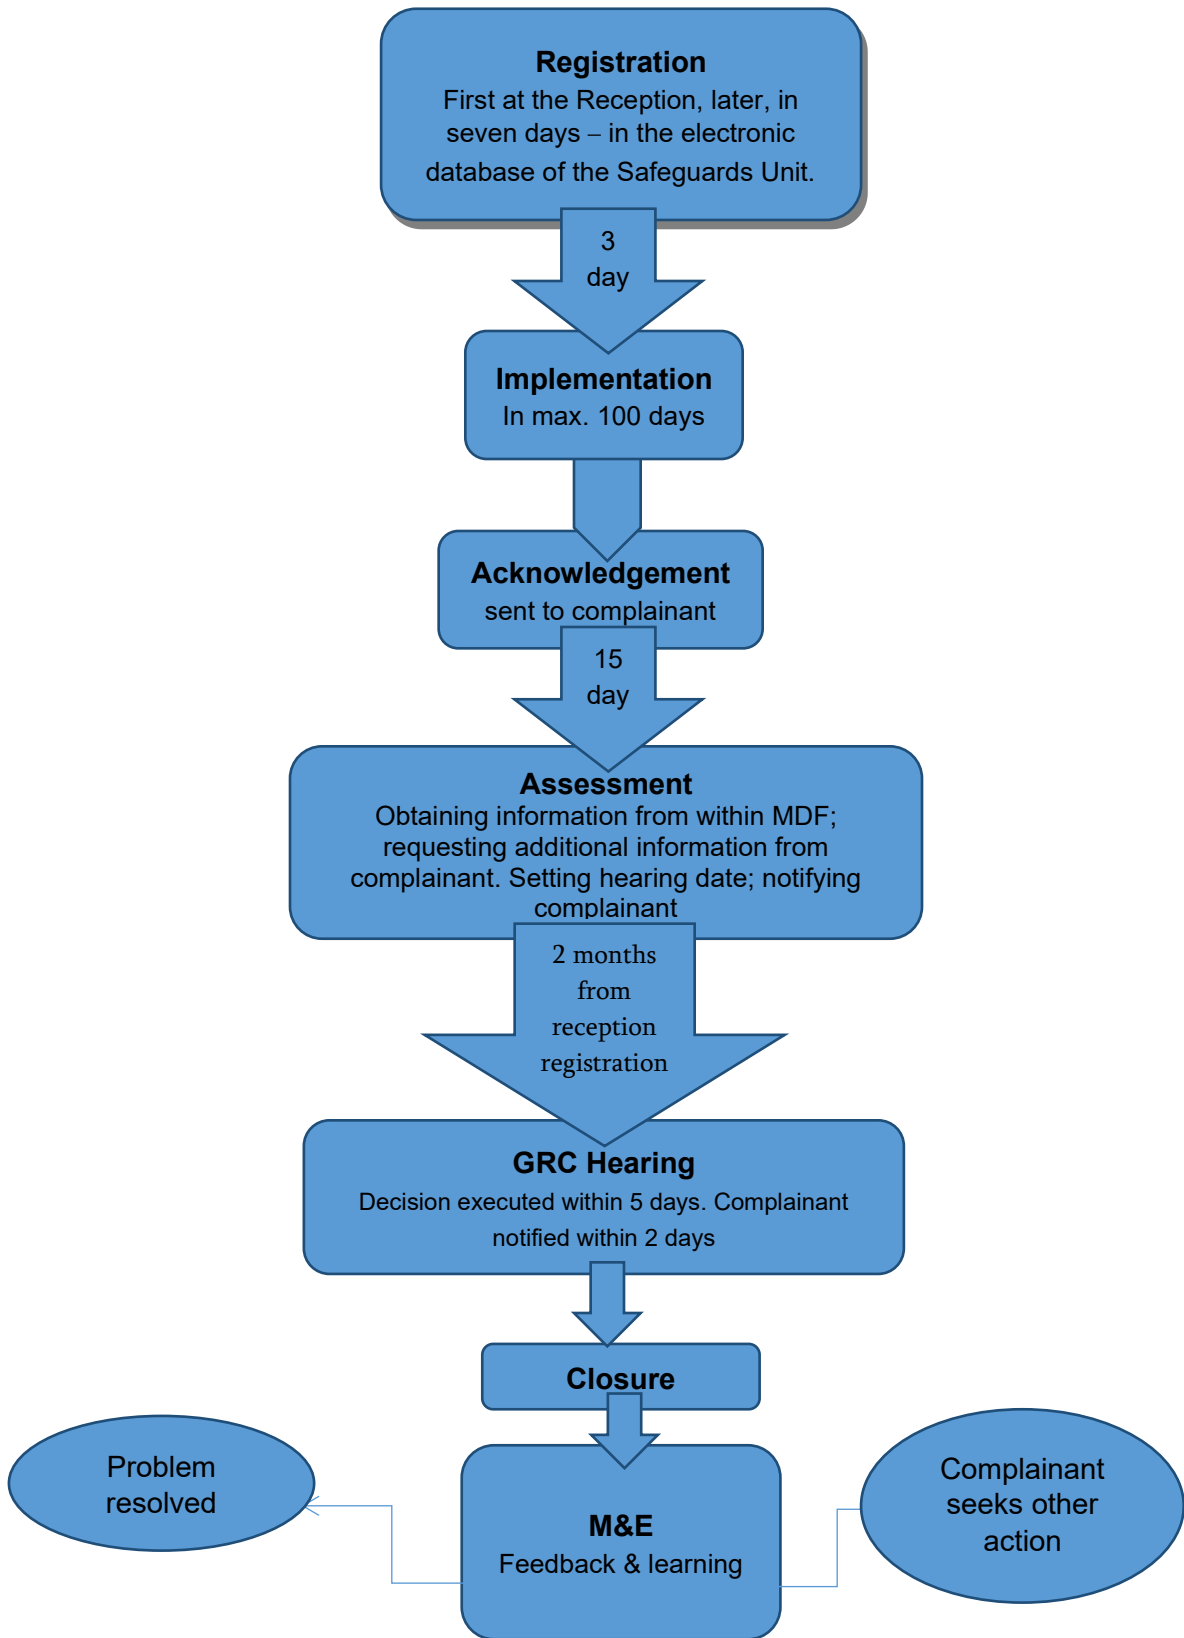 Registration
First at the Reception, later, in
seven days – in the electronic
database of the Safeguards Unit.
3
day
Implementation
In max. 100 days
Acknowledgement
sent to complainant
15
day
Assessment
Obtaining information from within MDF;
requesting additional information from
complainant. Setting hearing date; notifying
complainant
2 months
from
reception
registration
GRC Hearing
Decision executed within 5 days. Complainant
notified within 2 days
Closure
Problem
resolved
M&E
Feedback & learning
Complainant
seeks other
action